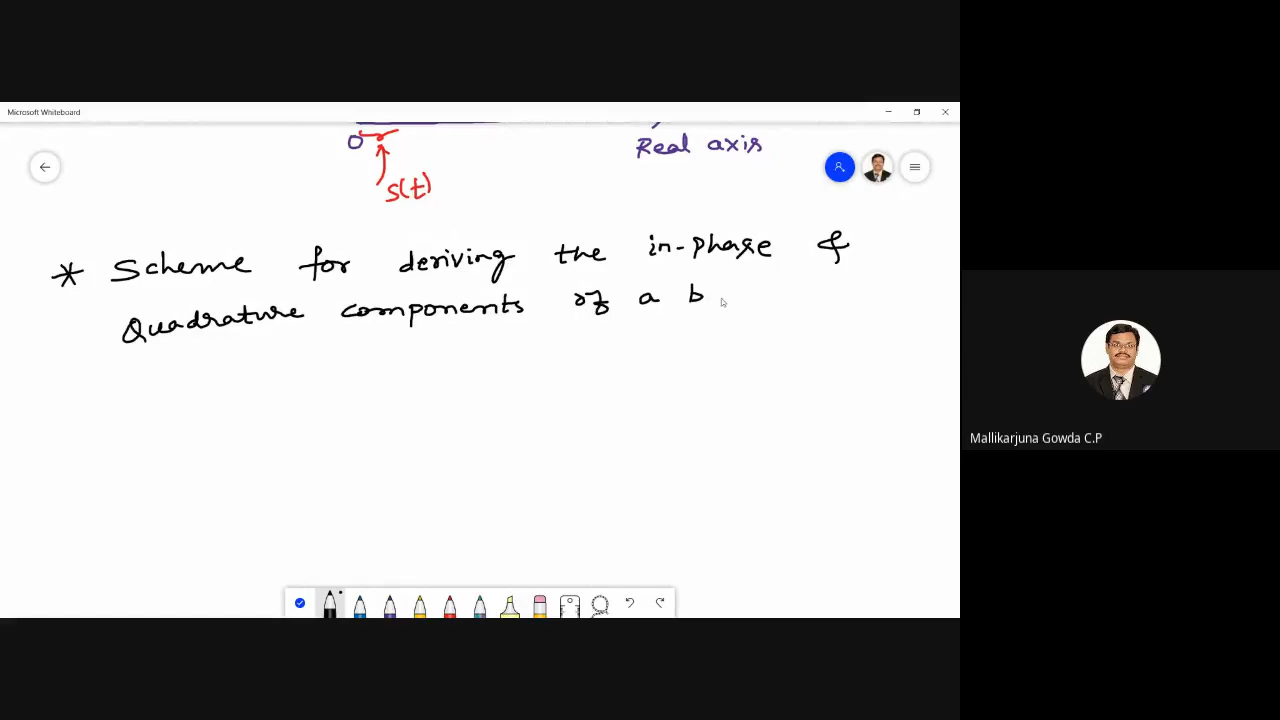 Microsoft Whiteboard
0
Real axis
S(t)
* Scheme for deriving the in-phase &
Quadrature components of a b
Mallikarjuna Gowda C.P